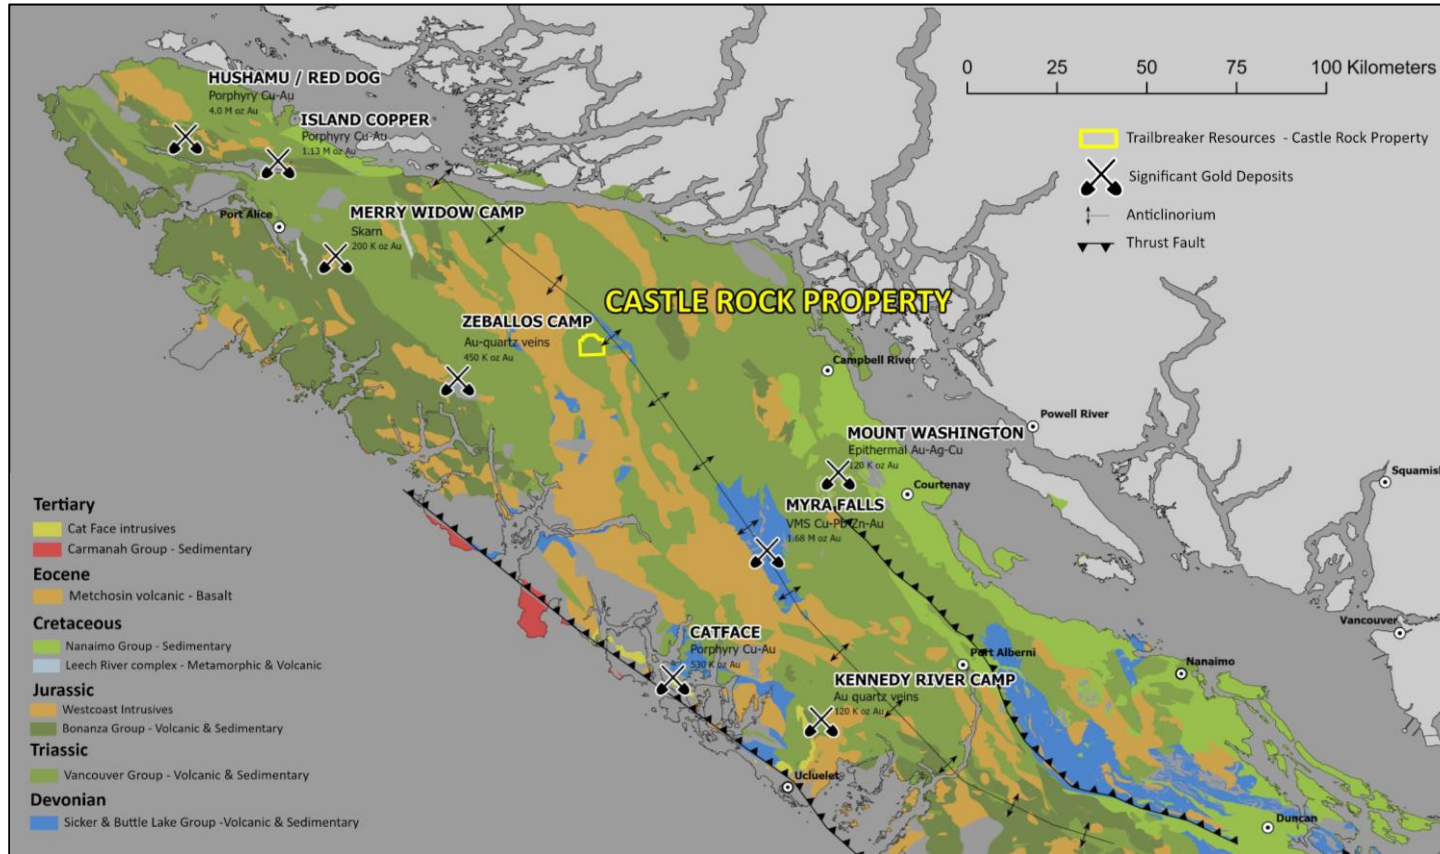 HUSHAMU / RED DOG
Porphyry Cu-Au
4.0 M oz Au
ISLAND COPPER
Porphyry Cu-Au
1.13 M oz Au
Port Alice
MERRY WIDOW CAMP
Skarn
200 K oz Au
CASTLE ROCK PROPERTY
ZEBALLOS CAMP
Au-quartz veins
450 K oz Au
Campbell River
Powell River
MOUNT WASHINGTON
Epithermal Au-Ag-Cu
120 K oz Au
Courtenay
Squamish
MYRA FALLS
VMS Cu-Pb-Zn-Au
1.68 M oz Au
Vancouver
CATFACE
Porphyry Cu-Au
530 K oz Au
Port Alberni
Nanaimo
KENNEDY RIVER CAMP
Au quartz veins
120 K oz Au
Ucluelet
Duncan
0 25 50 75 100 Kilometers
Trailbreaker Resources - Castle Rock Property
Significant Gold Deposits
Anticlinorium
Thrust Fault
Tertiary
Cat Face intrusives
Carmanah Group - Sedimentary
Eocene
Metchosin volcanic - Basalt
Cretaceous
Nanaimo Group - Sedimentary
Leech River complex - Metamorphic & Volcanic
Jurassic
Westcoast Intrusives
Bonanza Group - Volcanic & Sedimentary
Triassic
Vancouver Group - Volcanic & Sedimentary
Devonian
Sicker & Buttle Lake Group -Volcanic & Sedimentary